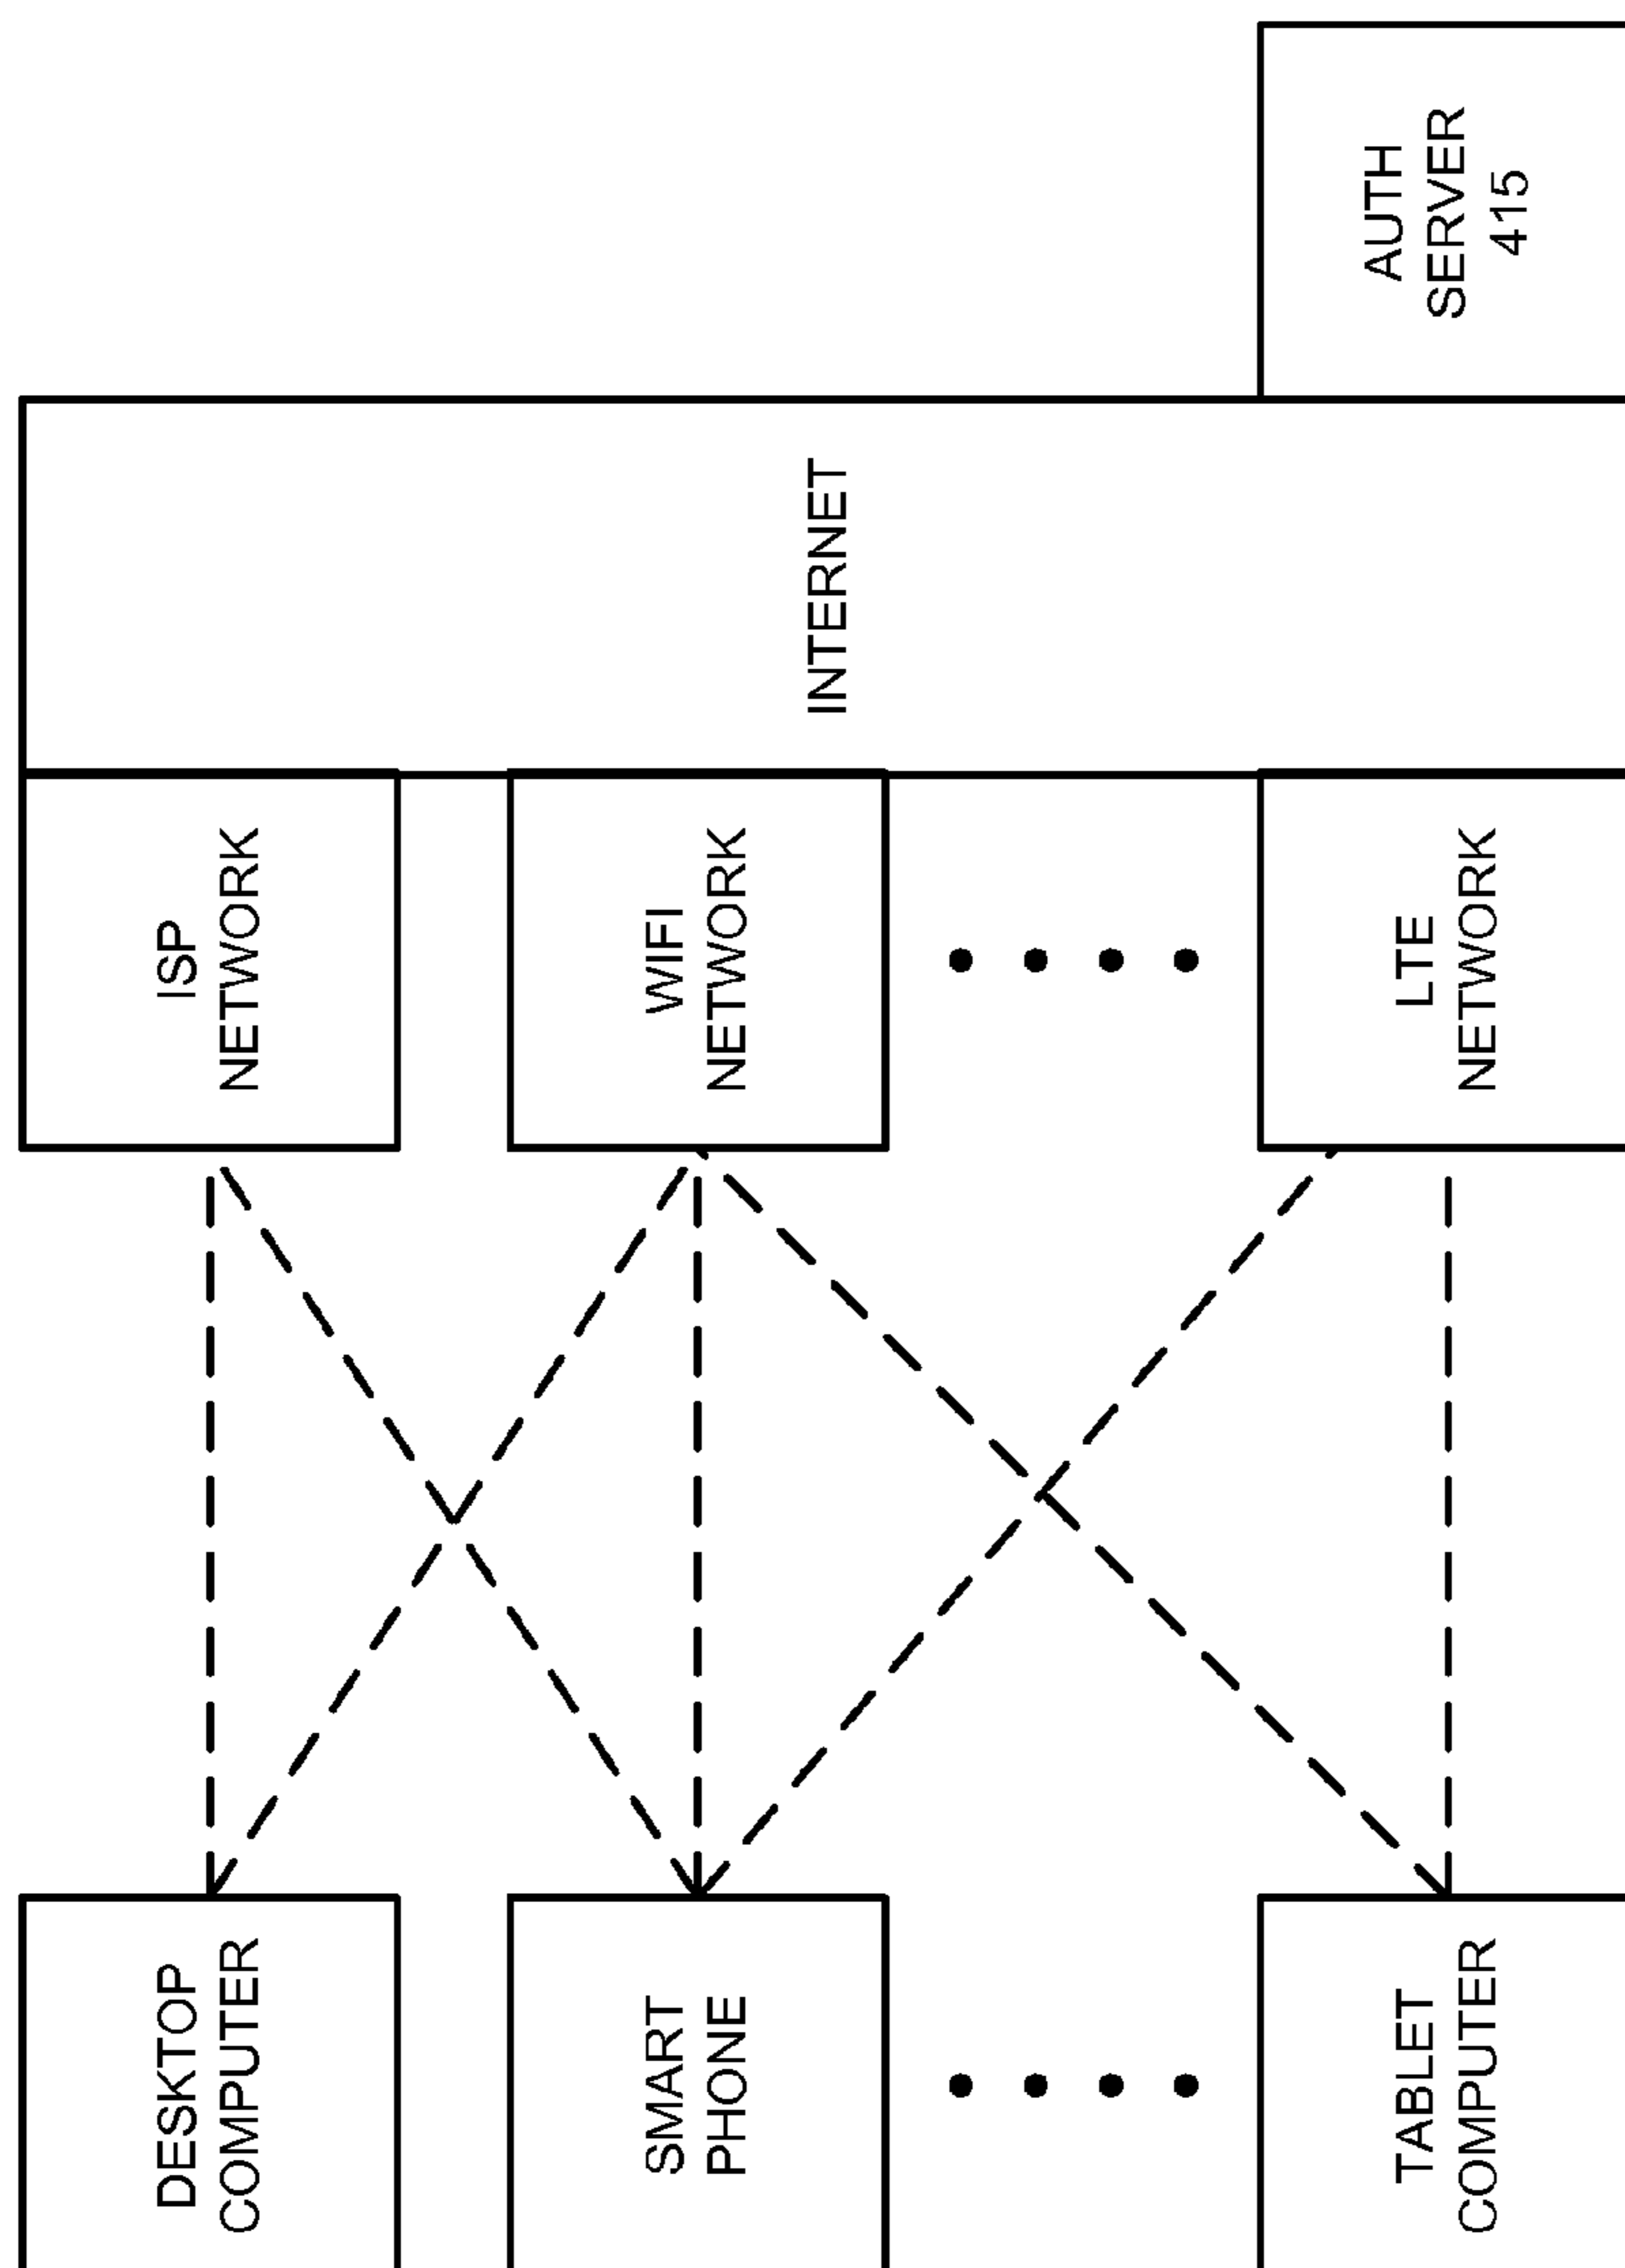 DESKTOP
COMPUTER
ISP
NETWORK
SMART
PHONE
WIFI
NETWORK
INTERNET
TABLET
COMPUTER
LTE
NETWORK
AUTH
SERVER
415